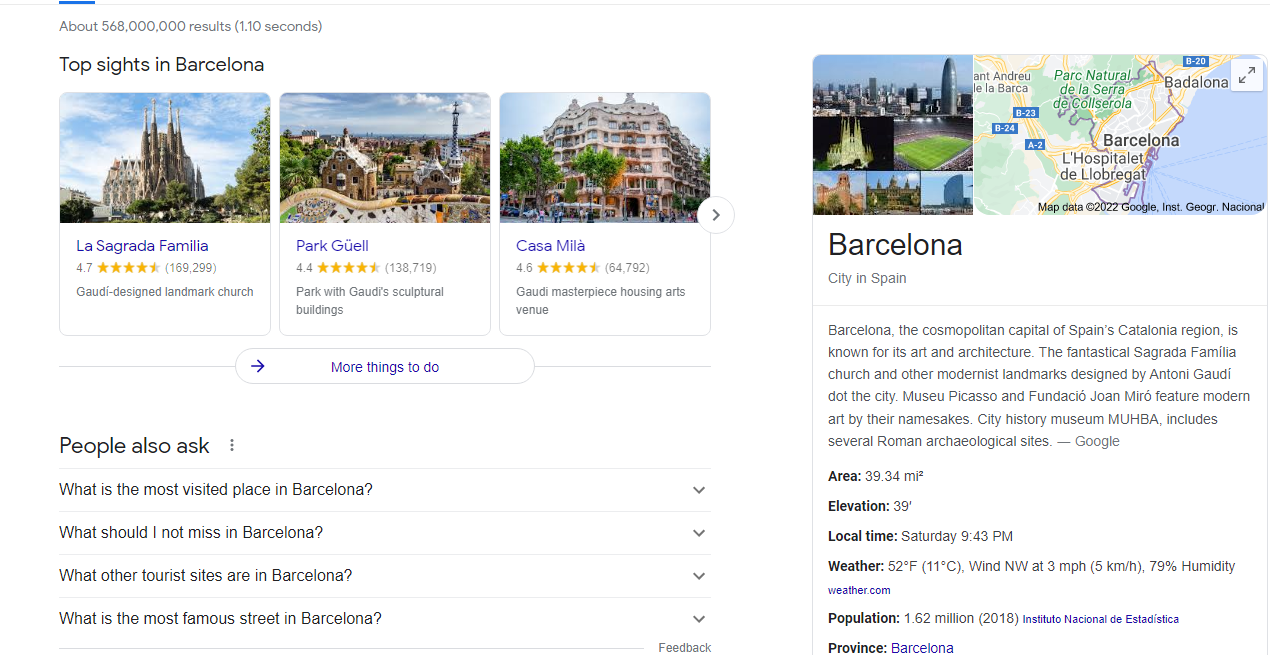 About 568,000,000 results (1.10 seconds)
Top sights in Barcelona
La Sagrada Familia
4.7 (169,299)
Gaudí-designed landmark church
Park Güell
4.4 (138,719)
Park with Gaudi's sculptural
buildings
Casa Milà
4.6 (64,792)
Gaudi masterpiece housing arts
venue
More things to do
People also ask
What is the most visited place in Barcelona?
What should I not miss in Barcelona?
What other tourist sites are in Barcelona?
What is the most famous street in Barcelona?
Feedback
B-20
ant Andreu
de la Barca
Parc Natural
de la Serra
de Collserola
Badalona
B-23
B-24
A-2
Barcelona
L'Hospitalet
de Llobregat
Map data ©2022 Google, Inst. Geogr. Nacional
Barcelona
City in Spain
Barcelona, the cosmopolitan capital of Spain’s Catalonia region, is
known for its art and architecture. The fantastical Sagrada Família
church and other modernist landmarks designed by Antoni Gaudí
dot the city. Museu Picasso and Fundació Joan Miró feature modern
art by their namesakes. City history museum MUHBA, includes
several Roman archaeological sites. — Google
Area: 39.34 mi²
Elevation: 39′
Local time: Saturday 9:43 PM
Weather: 52°F (11°C), Wind NW at 3 mph (5 km/h), 79% Humidity
weather.com
Population: 1.62 million (2018) Instituto Nacional de Estadística
Province: Barcelona